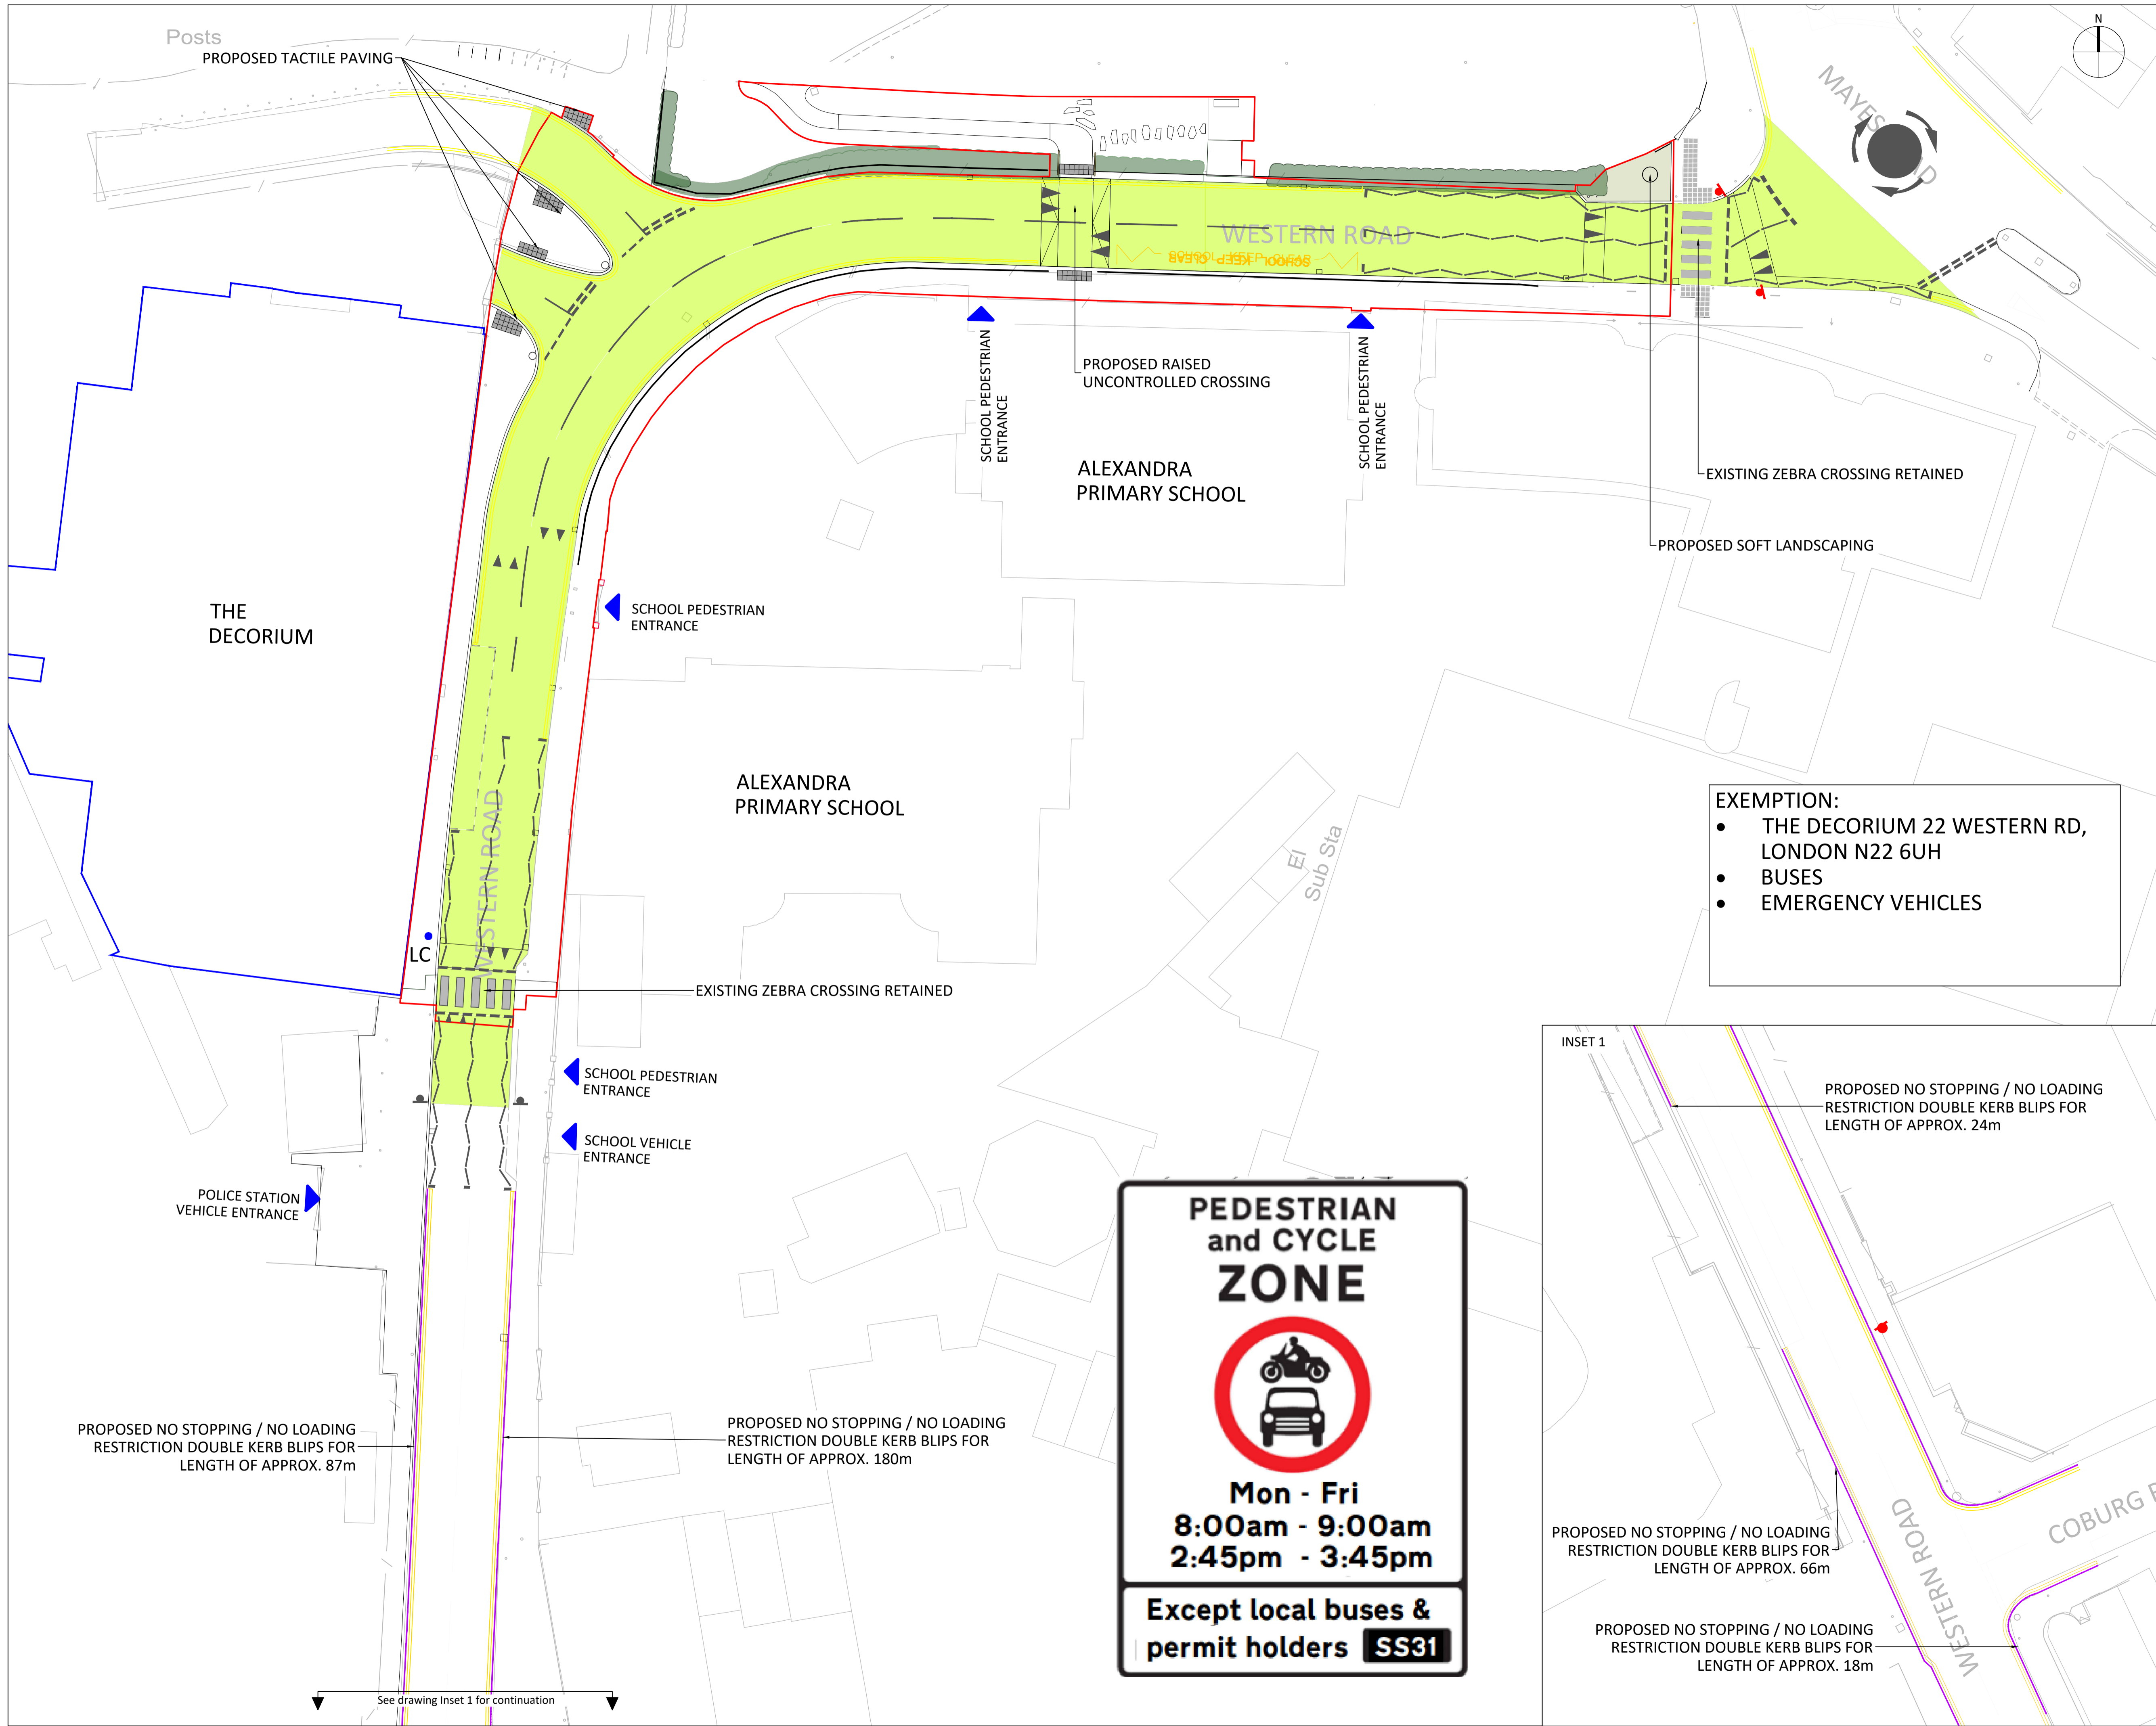 Posts
PROPOSED TACTILE PAVING
N
MAYES
D
WESTERN ROAD
SCHOOL KEEP CLEAR
SCHOOL KEEP CLEAR
SCHOOL PEDESTRIAN
ENTRANCE
PROPOSED RAISED
UNCONTROLLED CROSSING
SCHOOL PEDESTRIAN
ENTRANCE
ALEXANDRA
PRIMARY SCHOOL
EXISTING ZEBRA CROSSING RETAINED
PROPOSED SOFT LANDSCAPING
THE
DECORIUM
SCHOOL PEDESTRIAN
ENTRANCE
ALEXANDRA
PRIMARY SCHOOL
WESTERN ROAD
El
Sub Sta
EXEMPTION:
● THE DECORIUM 22 WESTERN RD,
LONDON N22 6UH
● BUSES
● EMERGENCY VEHICLES
LC
EXISTING ZEBRA CROSSING RETAINED
SCHOOL PEDESTRIAN
ENTRANCE
SCHOOL VEHICLE
ENTRANCE
POLICE STATION
VEHICLE ENTRANCE
PROPOSED NO STOPPING / NO LOADING
RESTRICTION DOUBLE KERB BLIPS FOR
LENGTH OF APPROX. 87m
PROPOSED NO STOPPING / NO LOADING
RESTRICTION DOUBLE KERB BLIPS FOR
LENGTH OF APPROX. 180m
See drawing Inset 1 for continuation
PEDESTRIAN
and CYCLE
ZONE
Mon - Fri
8:00am - 9:00am
2:45pm - 3:45pm
Except local buses &
permit holders SS31
INSET 1
PROPOSED NO STOPPING / NO LOADING
RESTRICTION DOUBLE KERB BLIPS FOR
LENGTH OF APPROX. 24m
PROPOSED NO STOPPING / NO LOADING
RESTRICTION DOUBLE KERB BLIPS FOR
LENGTH OF APPROX. 66m
WESTERN ROAD
COBURG
PROPOSED NO STOPPING / NO LOADING
RESTRICTION DOUBLE KERB BLIPS FOR
LENGTH OF APPROX. 18m